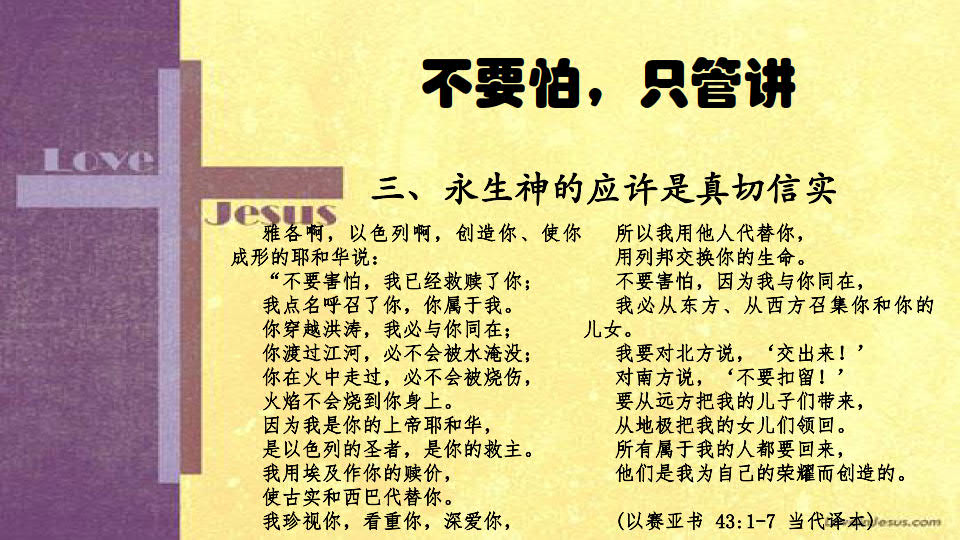 不要怕，只管讲
Love
Jesus
三、永生神的应许是真切信实
雅各啊，以色列啊，创造你、使你
成形的耶和华说：
“不要害怕，我已经救赎了你；
我点名呼召了你，你属于我。
你穿越洪涛，我必与你同在；
你渡过江河，必不会被水淹没；
你在火中走过，必不会被烧伤，
火焰不会烧到你身上。
因为我是你的上帝耶和华，
是以色列的圣者，是你的救主。
我用埃及作你的赎价，
使古实和西巴代替你。
我珍视你，看重你，深爱你，
所以我用他人代替你，
用列邦交换你的生命。
不要害怕，因为我与你同在，
我必从东方、从西方召集你和你的
儿女。
我要对北方说，‘交出来！’
对南方说，‘不要扣留！’
要从远方把我的儿子们带来，
从地极把我的女儿们领回。
所有属于我的人都要回来，
他们是我为自己的荣耀而创造的。
(以赛亚书 43:1-7 当代译本)